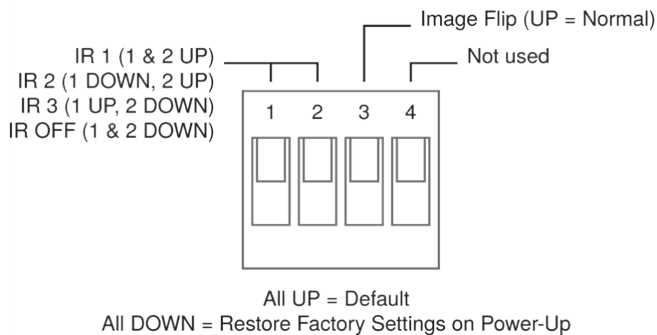 Image Flip (UP = Normal)
IR 1 (1 & 2 UP)
Not used
IR 2 (1 DOWN, 2 UP)
IR 3 (1 UP, 2 DOWN)
IR OFF (1 & 2 DOWN)
1 2 3 4
All UP = Default
All DOWN = Restore Factory Settings on Power-Up